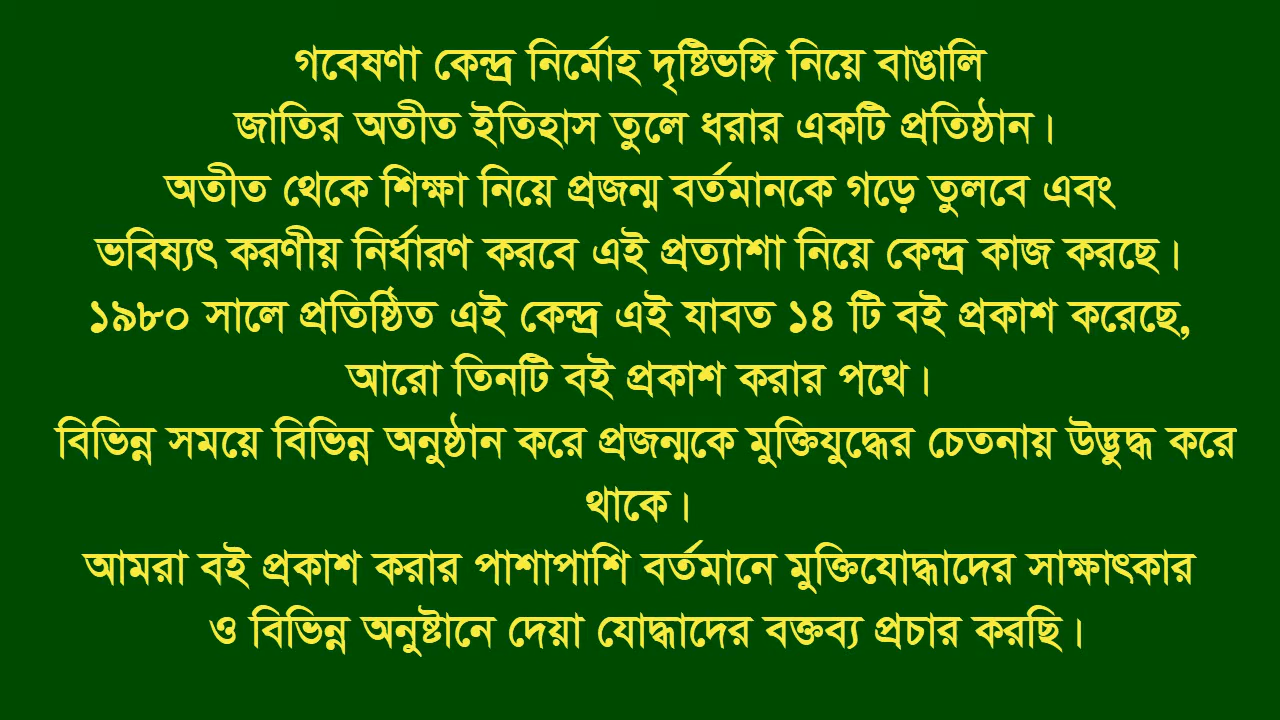 গবেষণা কেন্দ্র নির্মোহ দৃষ্টিভঙ্গি নিয়ে বাঙালি
জাতির অতীত ইতিহাস তুলে ধরার একটি প্রতিষ্ঠান।
অতীত থেকে শিক্ষা নিয়ে প্রজন্ম বর্তমানকে গড়ে তুলবে এবং
ভবিষ্যৎ করণীয় নির্ধারণ করবে এই প্রত্যাশা নিয়ে কেন্দ্র কাজ করছে।
১৯৮০ সালে প্রতিষ্ঠিত এই কেন্দ্র এই যাবত ১৪ টি বই প্রকাশ করেছে,
আরো তিনটি বই প্রকাশ করার পথে।
বিভিন্ন সময়ে বিভিন্ন অনুষ্ঠান করে প্রজন্মকে মুক্তিযুদ্ধের চেতনায় উদ্ভুদ্ধ করে
থাকে।
আমরা বই প্রকাশ করার পাশাপাশি বর্তমানে মুক্তিযোদ্ধাদের সাক্ষাৎকার
ও বিভিন্ন অনুষ্টানে দেয়া যোদ্ধাদের বক্তব্য প্রচার করছি।